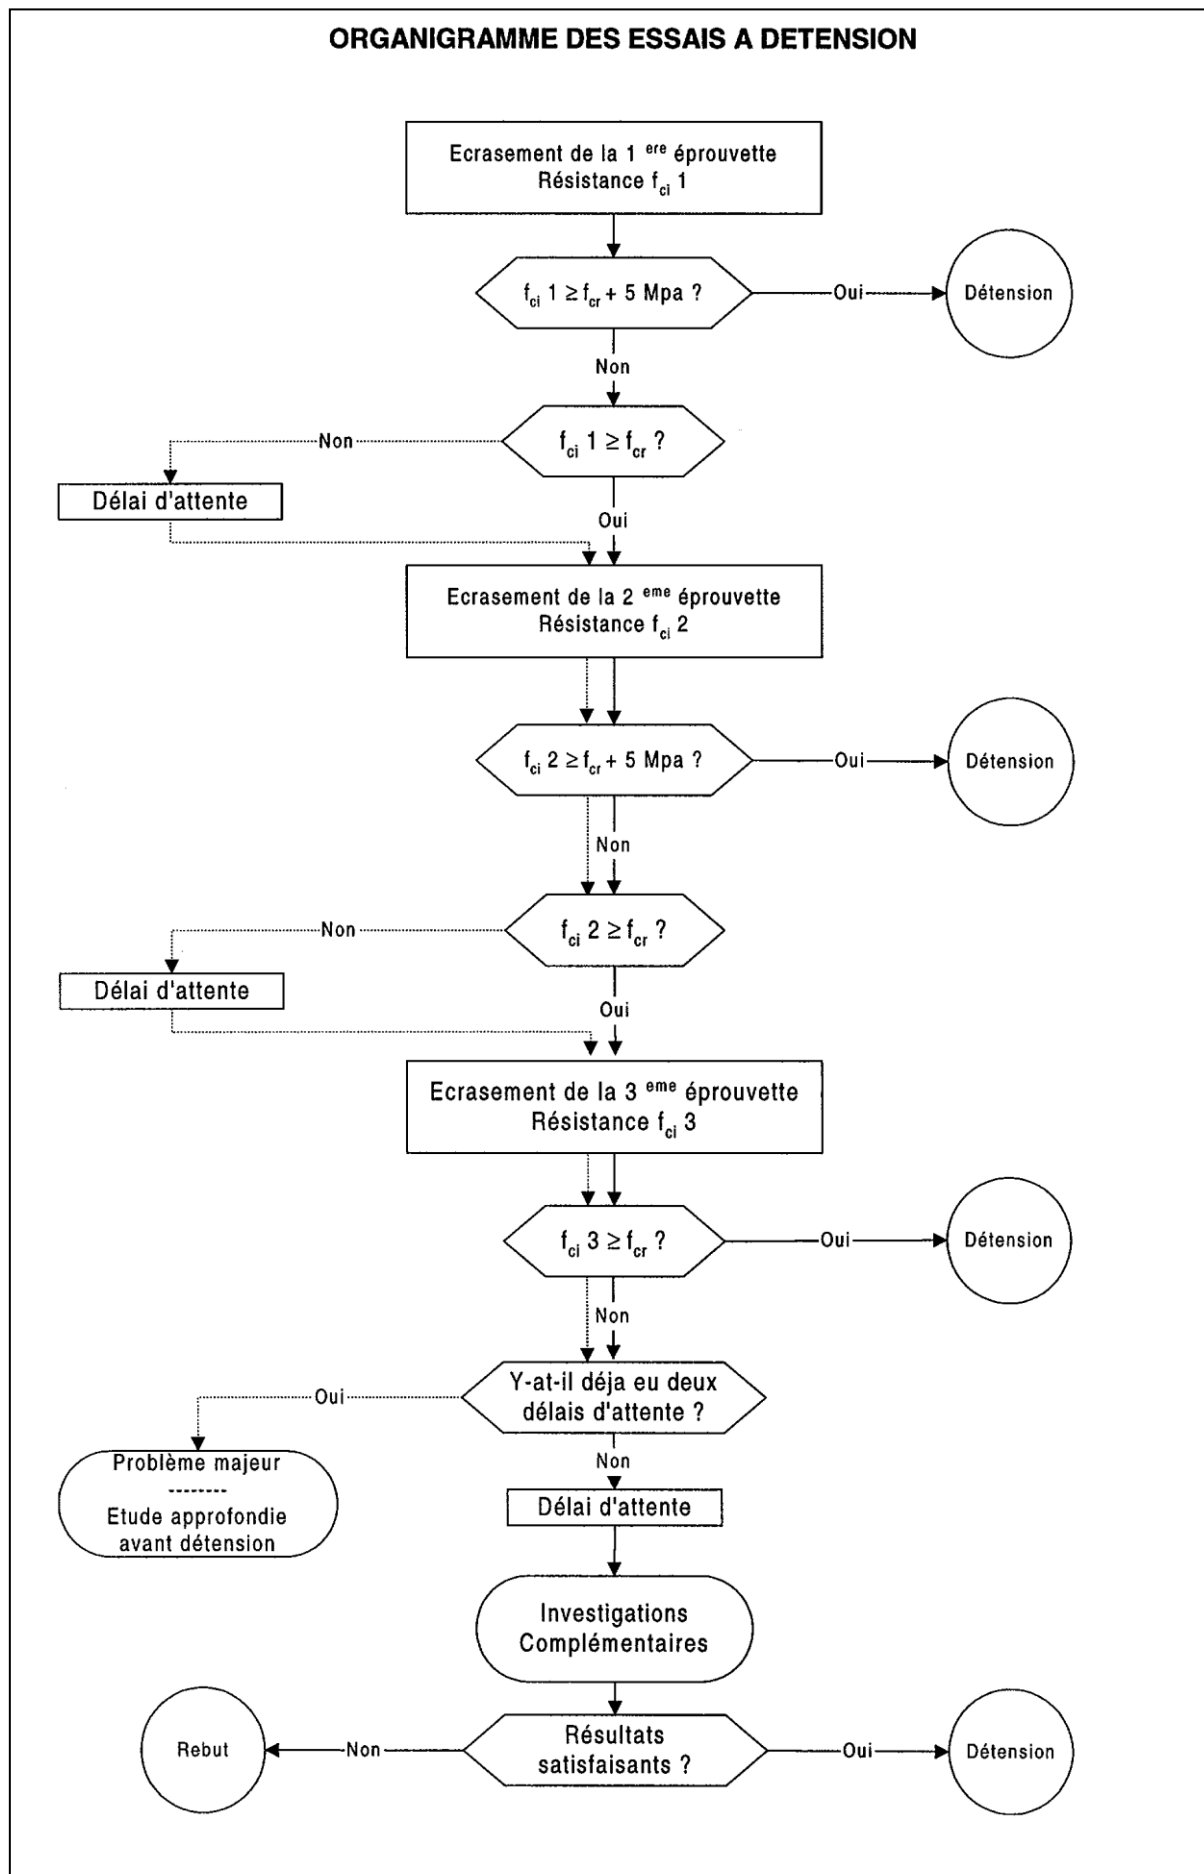 ORGANIGRAMME DES ESSAIS A DETENSION
Ecrasement de la 1 ere éprouvette
Résistance fci 1
fci 1 ≥ fcr + 5 Mpa ?
Oui
Détension
Non
fci 1 ≥ fcr ?
Non
Délai d'attente
Oui
Ecrasement de la 2 eme éprouvette
Résistance fci 2
fci 2 ≥ fcr + 5 Mpa ?
Oui
Détension
Non
fci 2 ≥ fcr ?
Non
Délai d'attente
Oui
Ecrasement de la 3 eme éprouvette
Résistance fci 3
fci 3 ≥ fcr ?
Oui
Détension
Non
Y-at-il déja eu deux
délais d'attente ?
Oui
Problème majeur
--------
Etude approfondie
avant détension
Non
Délai d'attente
Investigations
Complémentaires
Résultats
satisfaisants ?
Non
Rebut
Oui
Détension